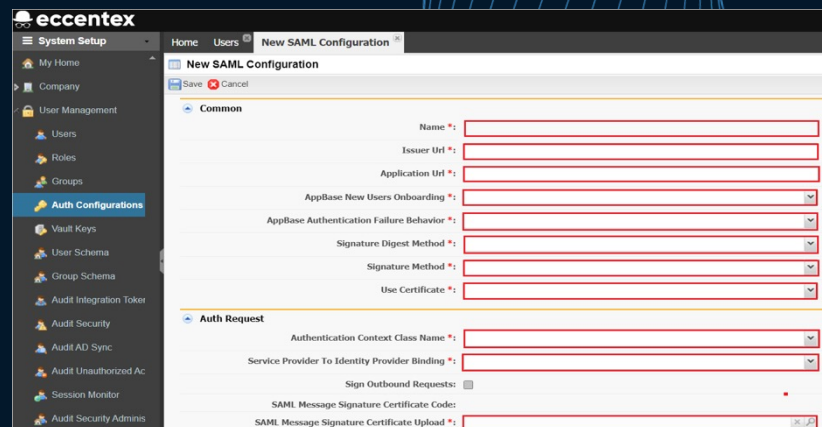 eccentex
System Setup
Home Users New SAML Configuration
My Home
New SAML Configuration
Company
Save Cancel
User Management
Common
Name *:
Users
Issuer Url *:
Roles
Application Url *:
Groups
AppBase New Users Onboarding *:
Auth Configurations
AppBase Authentication Failure Behavior *:
Vault Keys
Signature Digest Method *:
User Schema
Signature Method *:
Group Schema
Use Certificate *:
Audit Integration Toker
Auth Request
Audit Security
Authentication Context Class Name *:
Audit AD Sync
Service Provider To Identity Provider Binding *:
Audit Unauthorized Ac
Sign Outbound Requests:
Session Monitor
SAML Message Signature Certificate Code:
Audit Security Adminis
SAML Message Signature Certificate Upload *: